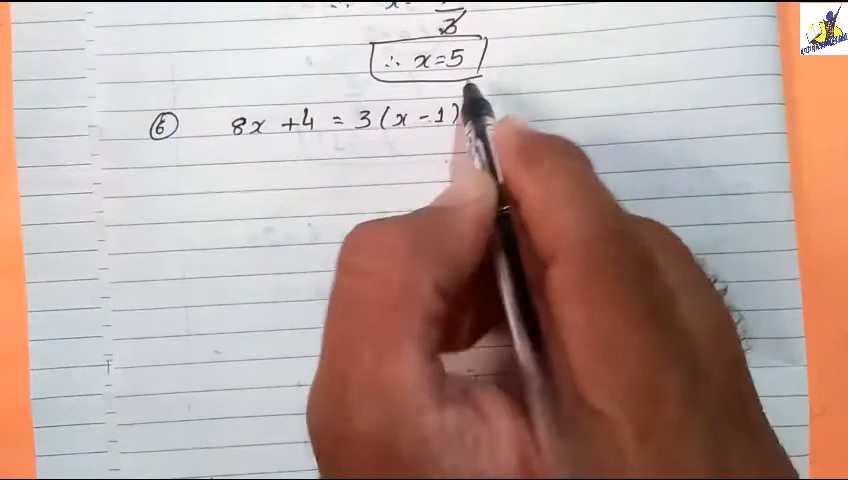 ∴ x=5
⑥ 8x +4 = 3(x-1)